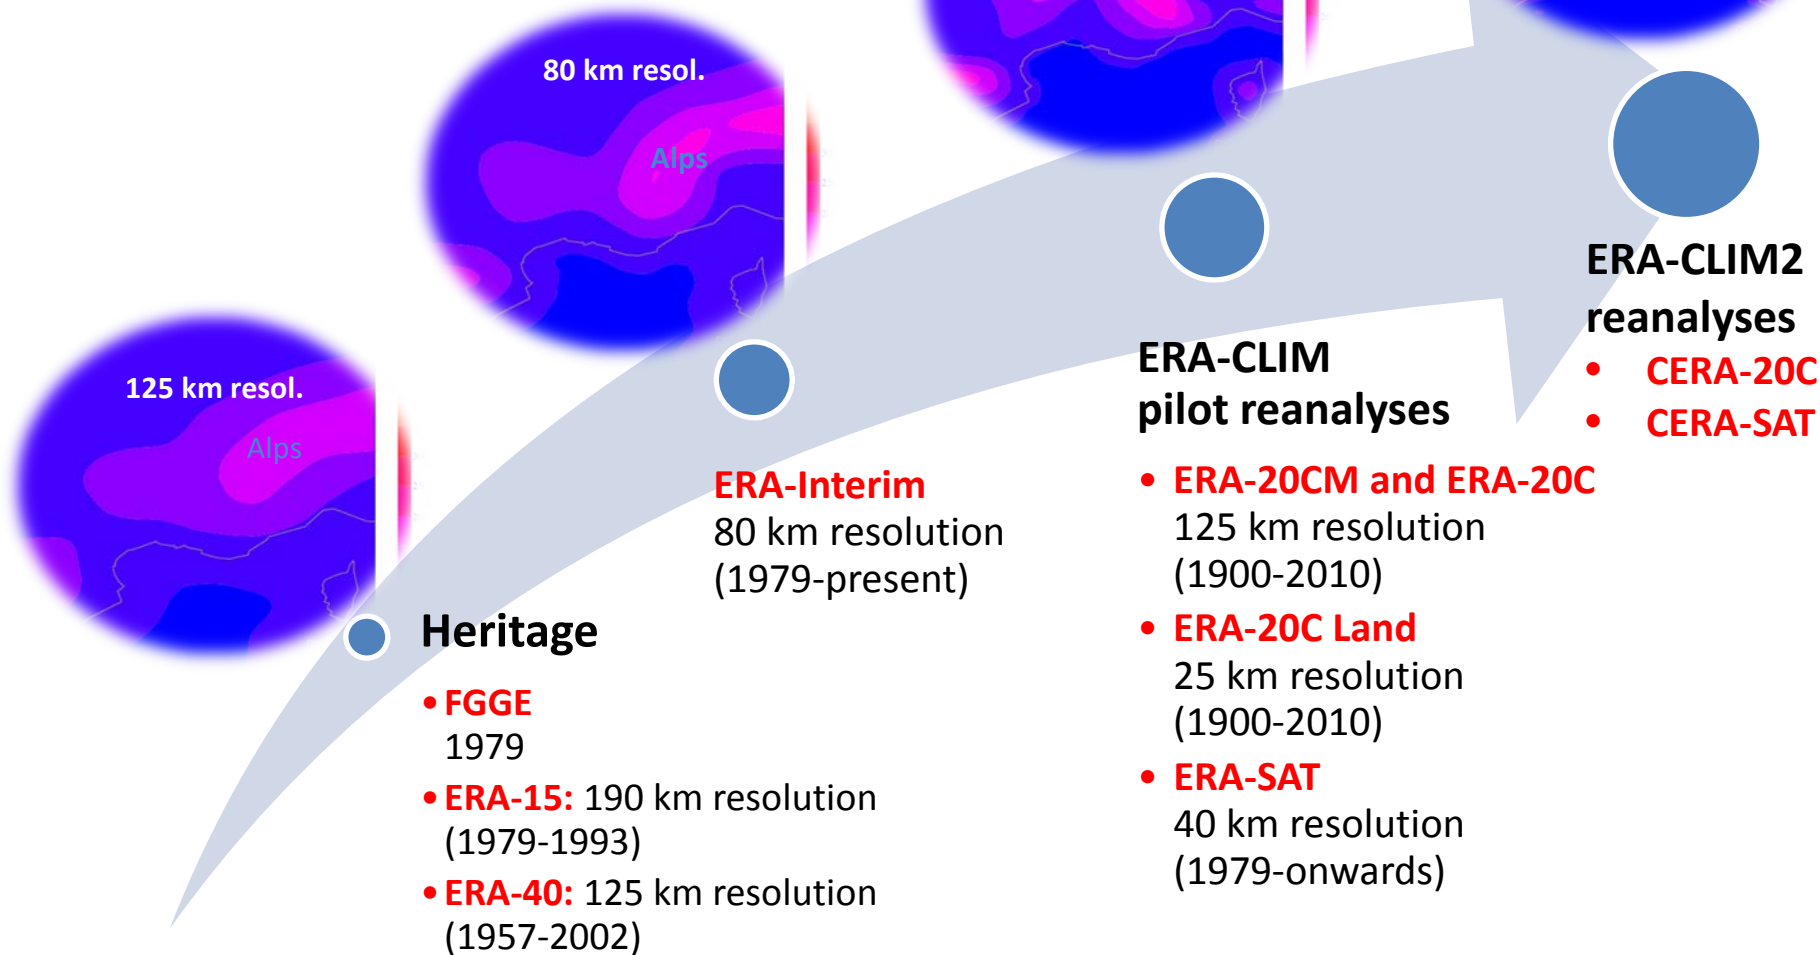 80 km resol.
Alps
125 km resol.
Alps
Heritage
• FGGE
1979
• ERA-15: 190 km resolution
(1979-1993)
• ERA-40: 125 km resolution
(1957-2002)
ERA-Interim
80 km resolution
(1979-present)
ERA-CLIM
pilot reanalyses
• ERA-20CM and ERA-20C
125 km resolution
(1900-2010)
• ERA-20C Land
25 km resolution
(1900-2010)
• ERA-SAT
40 km resolution
(1979-onwards)
ERA-CLIM2
reanalyses
• CERA-20C
• CERA-SAT